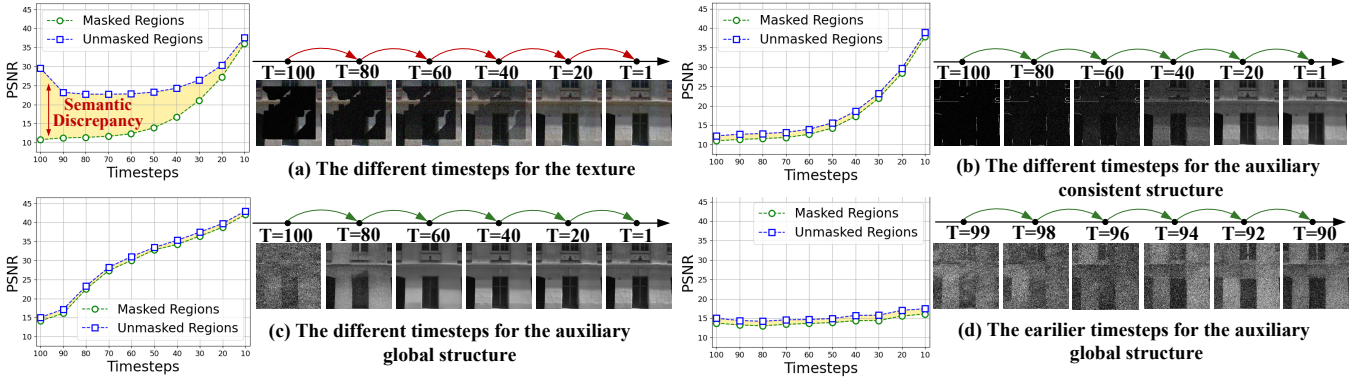 45
40
35
30
25
20
15
10
PSNR
Masked Regions
Unmasked Regions
Semantic
Discrepancy
100 90 80 70 60 50 40 30 20 10
Timesteps
T=100 T=80 T=60 T=40 T=20 T=1
(a) The different timesteps for the texture
45
40
35
30
25
20
15
10
PSNR
Masked Regions
Unmasked Regions
100 90 80 70 60 50 40 30 20 10
Timesteps
T=100 T=80 T=60 T=40 T=20 T=1
(b) The different timesteps for the auxiliary
consistent structure
45
40
35
30
25
20
15
PSNR
Masked Regions
Unmasked Regions
100 90 80 70 60 50 40 30 20 10
Timesteps
T=100 T=80 T=60 T=40 T=20 T=1
(c) The different timesteps for the auxiliary
global structure
45
40
35
30
25
20
15
10
PSNR
Masked Regions
Unmasked Regions
100 90 80 70 60 50 40 30 20 10
Timesteps
T=99 T=98 T=96 T=94 T=92 T=90
(d) The earilier timesteps for the auxiliary
global structure